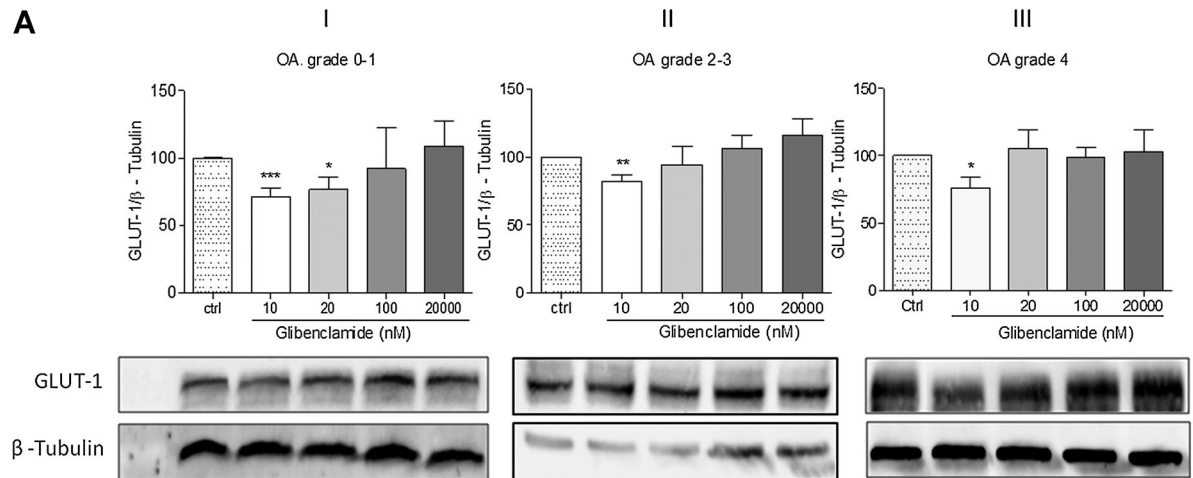 A
I
II
III
OA. grade 0-1
OA grade 2-3
OA grade 4
GLUT-1/β - Tubulin
150
100
50
0
***
*
ctrl 10 20 100 20000
Glibenclamide (nM)
GLUT-1/β - Tubulin
150
100
50
0
**
ctrl 10 20 100 20000
Glibenclamide (nM)
GLUT-1/β - Tubulin
150
100
50
0
*
Ctrl 10 20 100 20000
Glibenclamide (nM)
GLUT-1
β-Tubulin